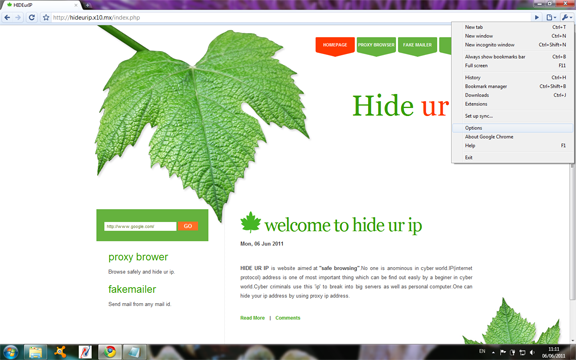 HIDEurIP
http://hideurip.x10.mx/index.php
New tab Ctrl+T
New window Ctrl+N
New incognito window Ctrl+Shift+N
Always show bookmarks bar Ctrl+B
Full screen F11
History Ctrl+H
Bookmark manager Ctrl+Shift+B
Downloads Ctrl+J
Extensions
Set up sync...
Options
About Google Chrome
Help F1
Exit
HOMEPAGE PROXY BROWSER FAKE MAILER
Hide ur
http://www.google.com/ GO
welcome to hide ur ip
Mon, 06 Jun 2011
proxy brower
Browse safely and hide ur ip
fakemailer
Send mail from any mail id.
HIDE UR IP is website aimed at "safe browsing".No one is anominous in cyber world.IP(internet
protocol) address is one of most important thing which can be find out easily by a beginer in cyber
world.Cyber criminals use this 'ip' to break into big servers as well as personal computer.One can
hide your ip address by using proxy ip address.
Read More | Comments
EN
11:11
06/06/2011